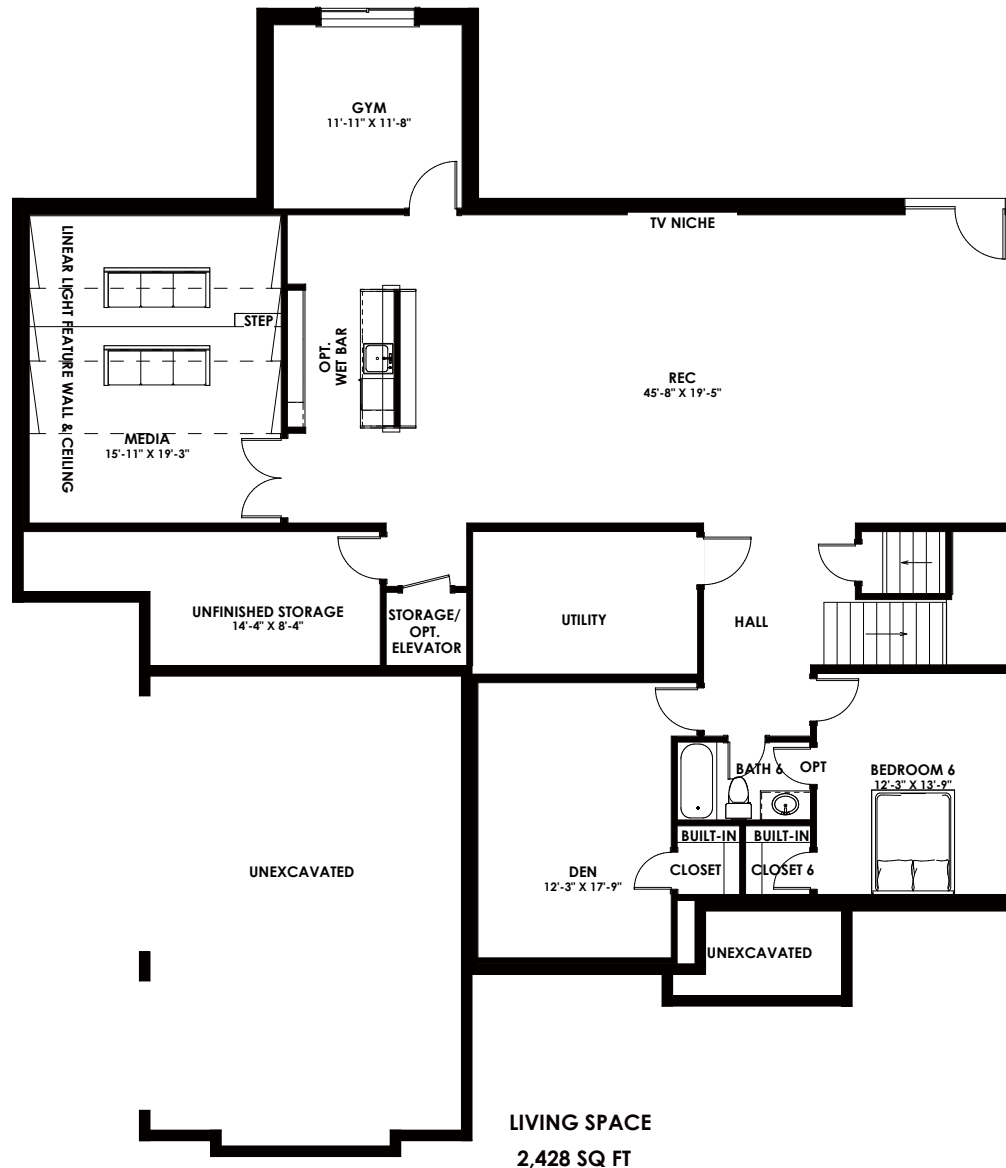 GYM
11'-11" X 11'-8"
TV NICHE
LINEAR LIGHT FEATURE WALL & CEILING
STEP
OPT.
WET BAR
REC
45'-8" X 19'-5"
MEDIA
15'-11" X 19'-3"
UNFINISHED STORAGE
14'-4" X 8'-4"
STORAGE/
OPT.
ELEVATOR
UTILITY
HALL
BATH 6
OPT
BEDROOM 6
12'-3" X 13'-9"
BUILT-IN
BUILT-IN
CLOSET
CLOSET 6
UNEXCAVATED
DEN
12'-3" X 17'-9"
UNEXCAVATED
LIVING SPACE
2,428 SQ FT